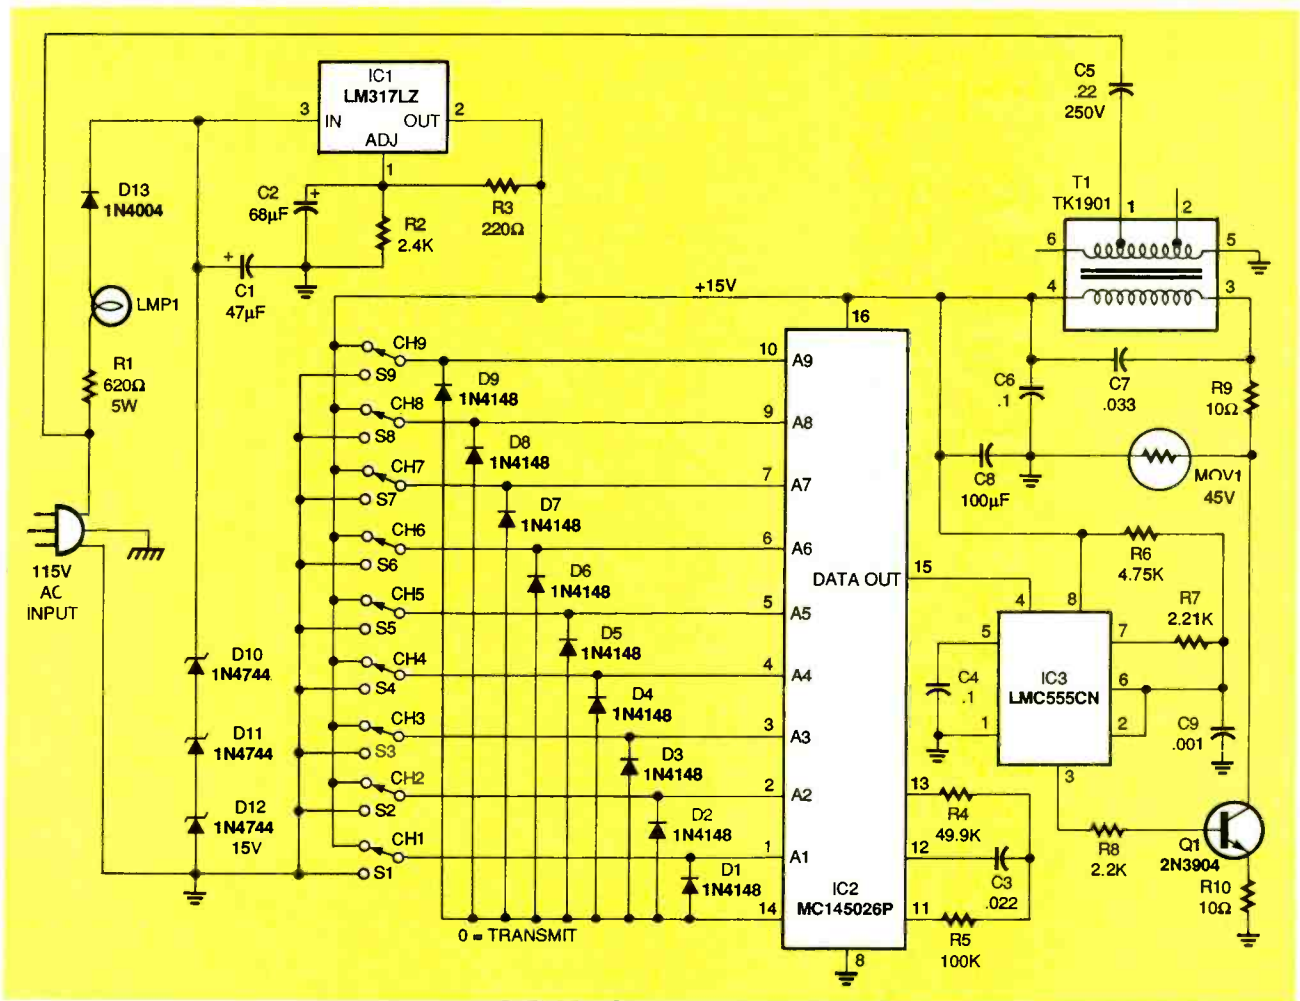 IC1
LM317LZ
3
IN
OUT
2
ADJ
1
C5
.22
250V
D13
1N4004
C2
+
68µF
R2
2.4K
R3
220Ω
T1
TK1901
1
2
6
5
4
3
+
C1
47µF
LMP1
+15V
16
R1
620Ω
5W
115V
AC
INPUT
CH9
S9
D9
1N4148
10
A9
CH8
S8
D8
1N4148
9
A8
CH7
S7
D7
1N4148
7
A7
CH6
S6
D6
1N4148
6
A6
CH5
S5
D5
1N4148
5
A5
CH4
S4
D4
1N4148
4
A4
CH3
S3
D3
1N4148
3
A3
CH2
S2
D2
1N4148
2
A2
CH1
S1
D1
1N4148
1
A1
14
0 = TRANSMIT
D10
1N4744
D11
1N4744
D12
1N4744
15V
DATA OUT
15
IC2
MC145026P
8
13
R4
49.9K
12
C3
.022
11
R5
100K
C6
.1
C7
.033
R9
10Ω
C8
100µF
MOV1
45V
R6
4.75K
R7
2.21K
4
8
5
7
IC3
LMC555CN
6
1
2
3
C4
.1
C9
.001
R8
2.2K
Q1
2N3904
R10
10Ω